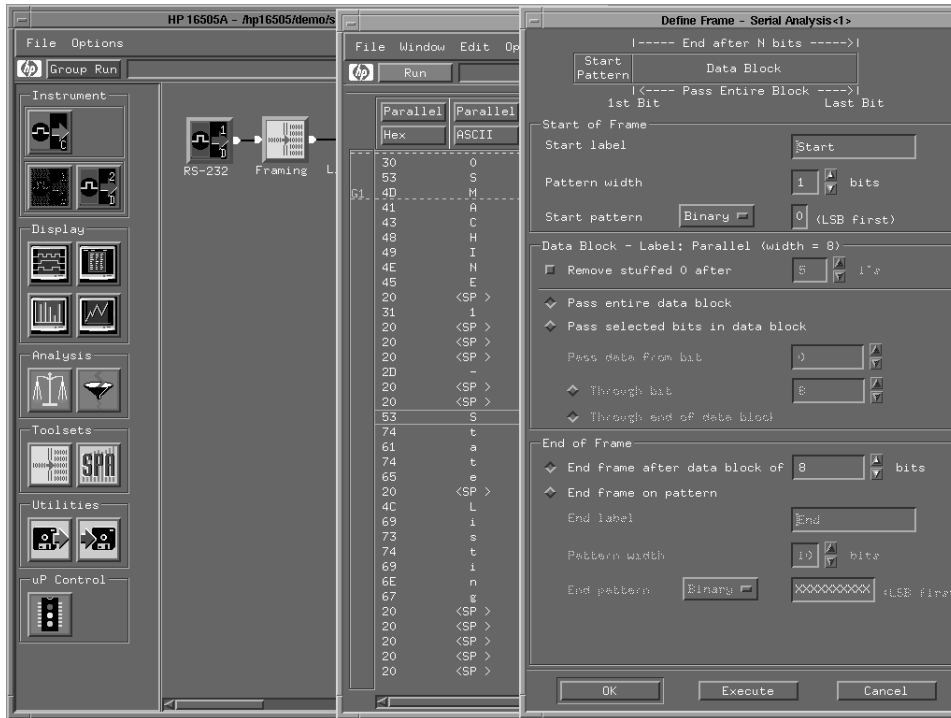 HP 16505A - /hp16505/demo/s
File Options
hp Group Run
Instrument
C
2
D
Display
Analysis
Toolsets
SPA
Utilities
uP Control
1
D
RS-232 Framing L
File Window Edit Op
hp Run
Parallel Parallel
Hex ASCII
30 0
53 S
G1 4D M
41 A
43 C
48 H
49 I
4E N
45 E
20 <SP >
31 1
20 <SP >
20 <SP >
20 <SP >
2D -
20 <SP >
20 <SP >
53 S
74 t
61 a
74 t
65 e
20 <SP >
4C L
69 i
73 s
74 t
69 i
6E n
67 g
20 <SP >
20 <SP >
20 <SP >
20 <SP >
20 <SP >
Define Frame - Serial Analysis<1>
|----- End after N bits ----->|
Start Pattern
Data Block
|<---- Pass Entire Block ---->|
1st Bit Last Bit
Start of Frame
Start label Start
Pattern width 1 bits
Start pattern Binary 0 (LSB first)
Data Block - Label: Parallel (width = 8)
Remove stuffed 0 after 5 1's
Pass entire data block
Pass selected bits in data block
Pass data from bit 0
Through bit 8
Through end of data block
End of Frame
End frame after data block of 8 bits
End frame on pattern
End label End
Pattern width 10 bits
End pattern Binary XXXXXXXXXX (LSB first
OK Execute Cancel